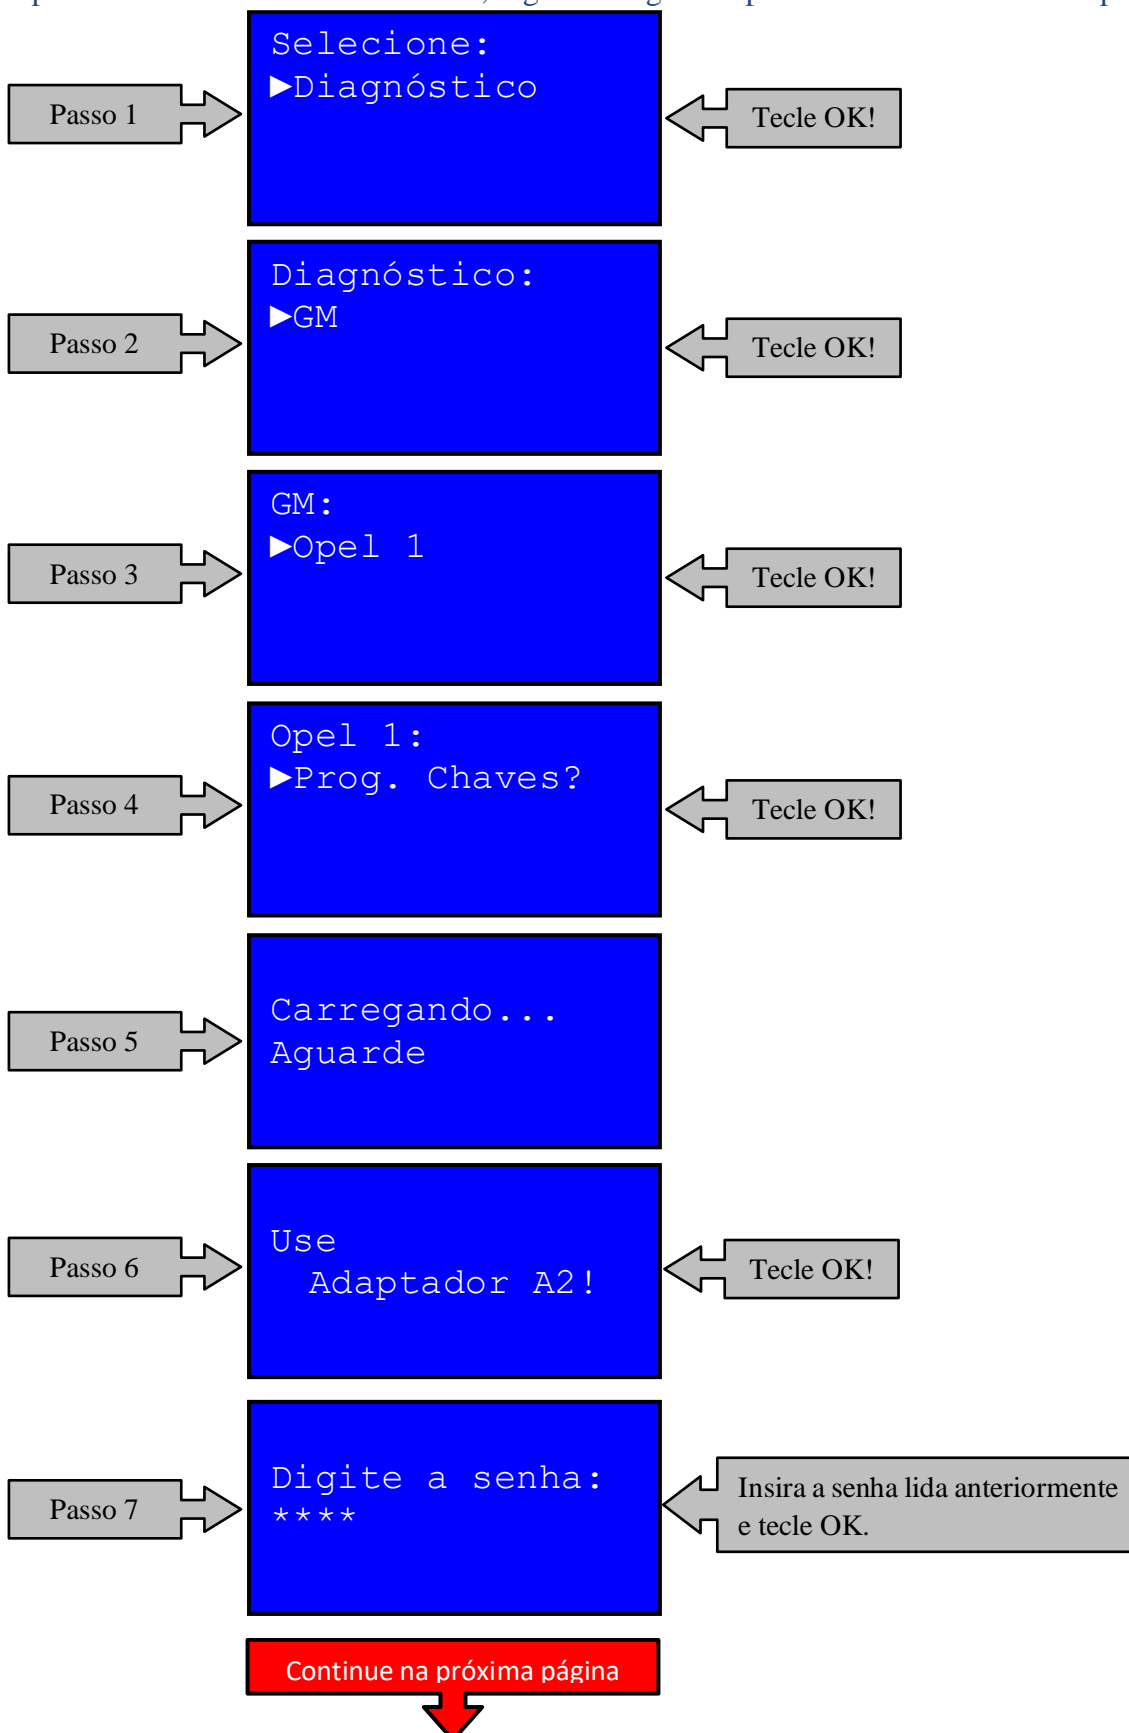 Selecione:
►Diagnóstico
Passo 1
Tecle OK!
Diagnóstico:
►GM
Passo 2
Tecle OK!
GM:
►Opel 1
Passo 3
Tecle OK!
Opel 1:
►Prog. Chaves?
Passo 4
Tecle OK!
Carregando...
Aguarde
Passo 5
Use
Adaptador A2!
Passo 6
Tecle OK!
Digite a senha:
****
Passo 7
Insira a senha lida anteriormente
e tecle OK.
Continue na próxima página